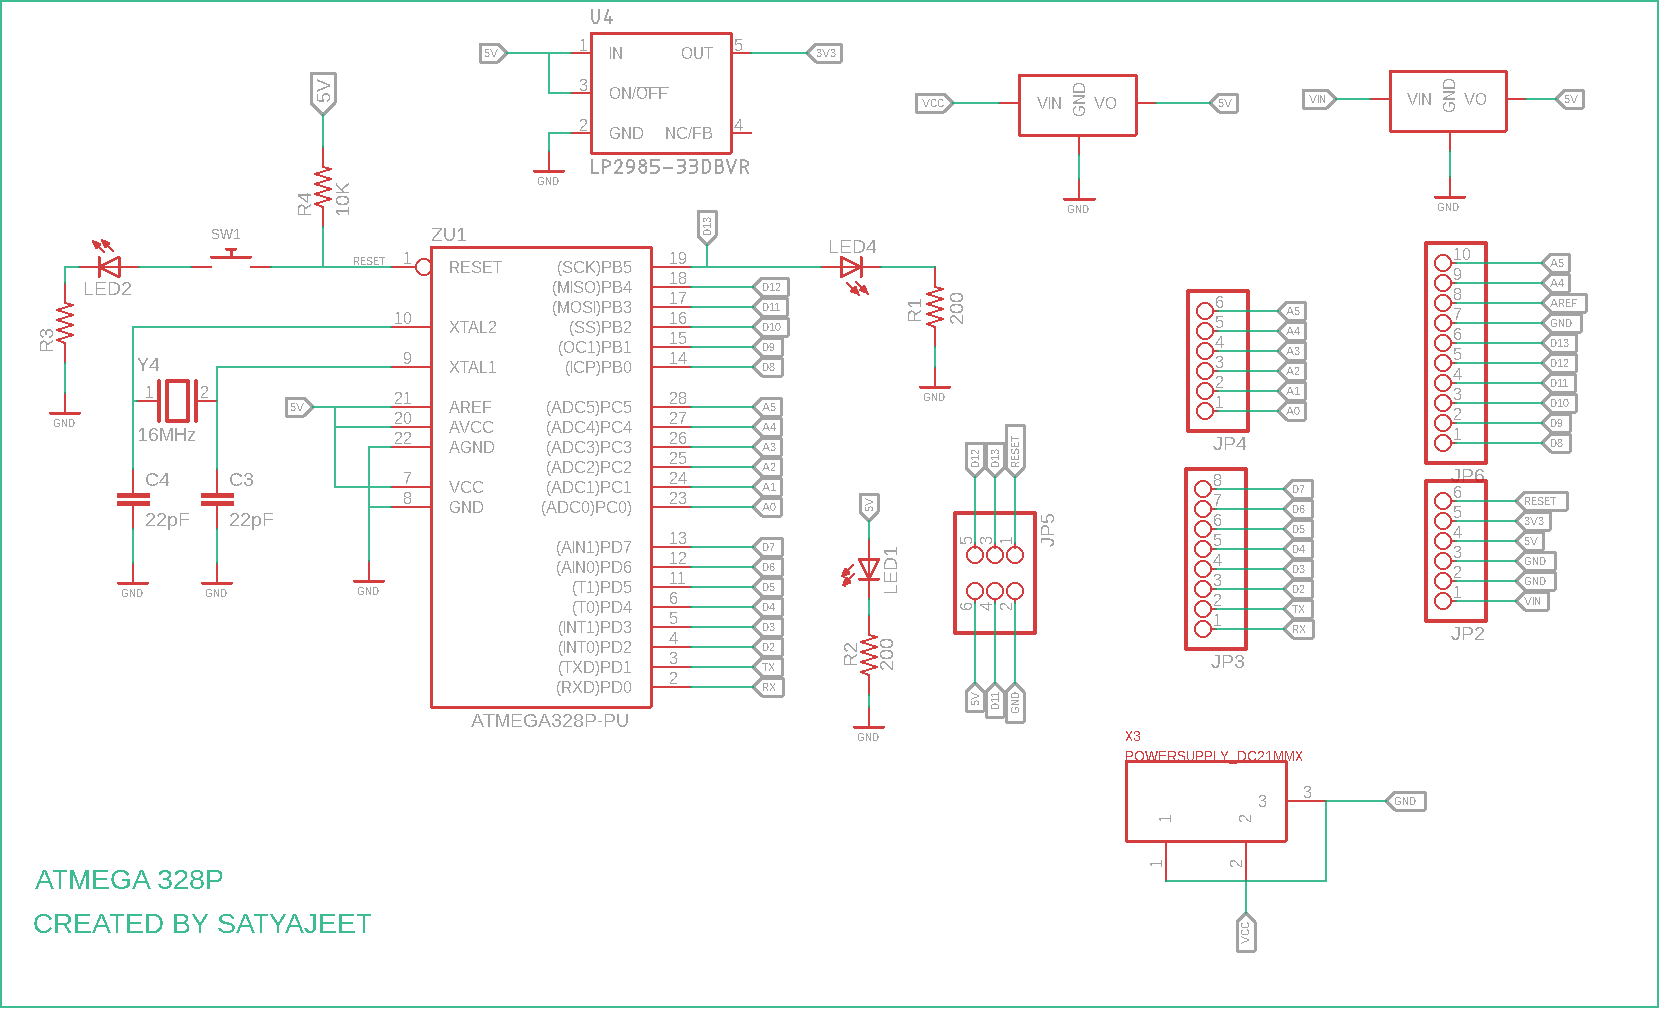 U4
5V
1
IN
OUT
5
3V3
3
ON/OFF
2
GND
NC/FB
4
GND
LP2985-33DBVR
VCC
VIN
GND
VO
5V
GND
VIN
VIN
GND
VO
5V
GND
5V
R4
10K
SW1
LED2
R3
GND
RESET
ZU1
1
RESET
10
XTAL2
9
XTAL1
5V
21
AREF
20
AVCC
22
AGND
7
VCC
8
GND
GND
Y4
1
2
16MHz
C4
22pF
GND
C3
22pF
GND
(SCK)PB5
19
(MISO)PB4
18
D12
(MOSI)PB3
17
D11
(SS)PB2
16
D10
(OC1)PB1
15
D9
(ICP)PB0
14
D8
(ADC5)PC5
28
A5
(ADC4)PC4
27
A4
(ADC3)PC3
26
A3
(ADC2)PC2
25
A2
(ADC1)PC1
24
A1
(ADC0)PC0)
23
A0
(AIN1)PD7
13
D7
(AIN0)PD6
12
D6
(T1)PD5
11
D5
(T0)PD4
6
D4
(INT1)PD3
5
D3
(INT0)PD2
4
D2
(TXD)PD1
3
TX
(RXD)PD0
2
RX
ATMEGA328P-PU
D13
LED4
R1
200
GND
5V
LED1
R2
200
GND
D12
D13
RESET
JP5
5
3
1
6
4
2
5V
D11
GND
6
A5
5
A4
4
A3
3
A2
2
A1
1
A0
JP4
8
D7
7
D6
6
D5
5
D4
4
D3
3
D2
2
TX
1
RX
JP3
10
A5
9
A4
8
AREF
7
GND
6
D13
5
D12
4
D11
3
D10
2
D9
1
D8
JP6
6
RESET
5
3V3
4
5V
3
GND
2
GND
1
VIN
JP2
X3
POWERSUPPLY_DC21MMX
3
3
GND
1
2
1
2
VCC
ATMEGA 328P
CREATED BY SATYAJEET